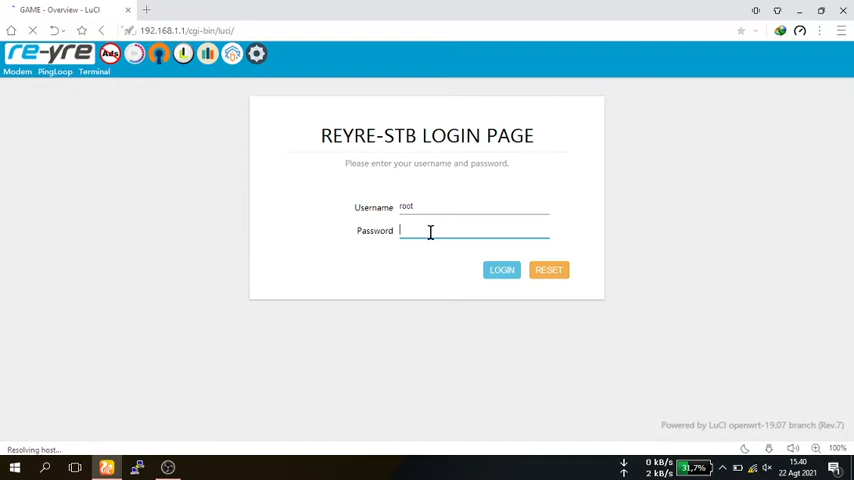 GAME - Overview - LuCI
192.168.1.1/cgi-bin/luci/
re-yre
Ads
Modem PingLoop Terminal
REYRE-STB LOGIN PAGE
Please enter your username and password.
Username root
Password
LOGIN RESET
Powered by LuCI openwrt-19.07 branch (Rev.7)
Resolving host...
100%
0 kB/s
2 kB/s
31,7%
15.40
22 Agt 2021